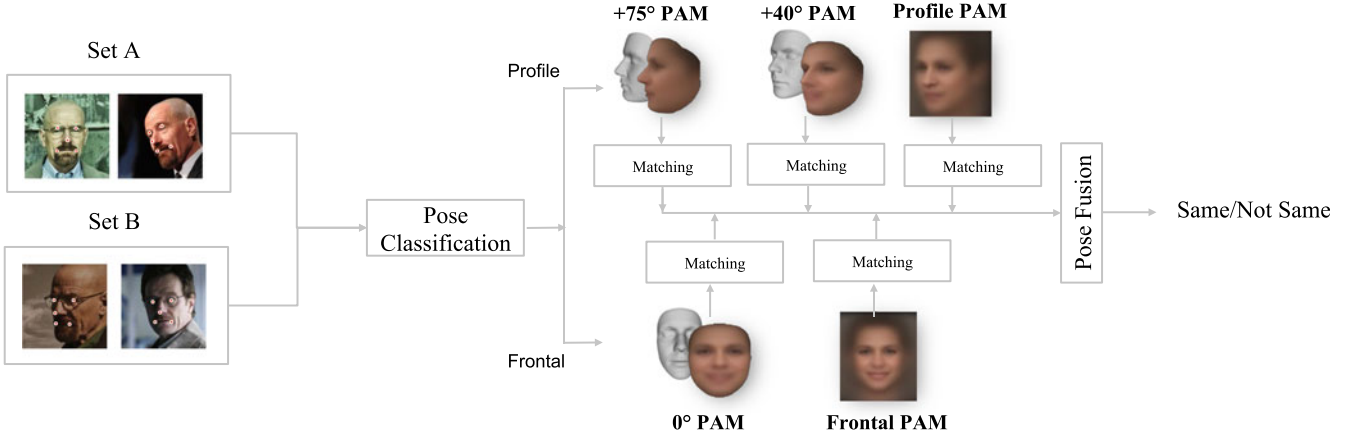 +75° PAM
+40° PAM
Profile PAM
Set A
Profile
Matching
Matching
Matching
Set B
Pose
Classification
Pose Fusion
Same/Not Same
Matching
Matching
Frontal
0° PAM
Frontal PAM